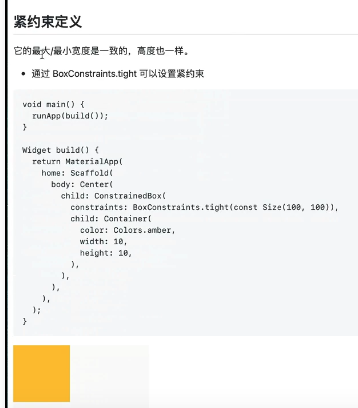 紧约束定义
它的最大/最小宽度是一致的，高度也一样。
• 通过 BoxConstraints.tight 可以设置紧约束
void main() {
  runApp(build());
}

Widget build() {
  return MaterialApp(
    home: Scaffold(
      body: Center(
        child: ConstrainedBox(
          constraints: BoxConstraints.tight(const Size(100, 100)),
          child: Container(
            color: Colors.amber,
            width: 10,
            height: 10,
          ),
        ),
      ),
    ),
  );
}